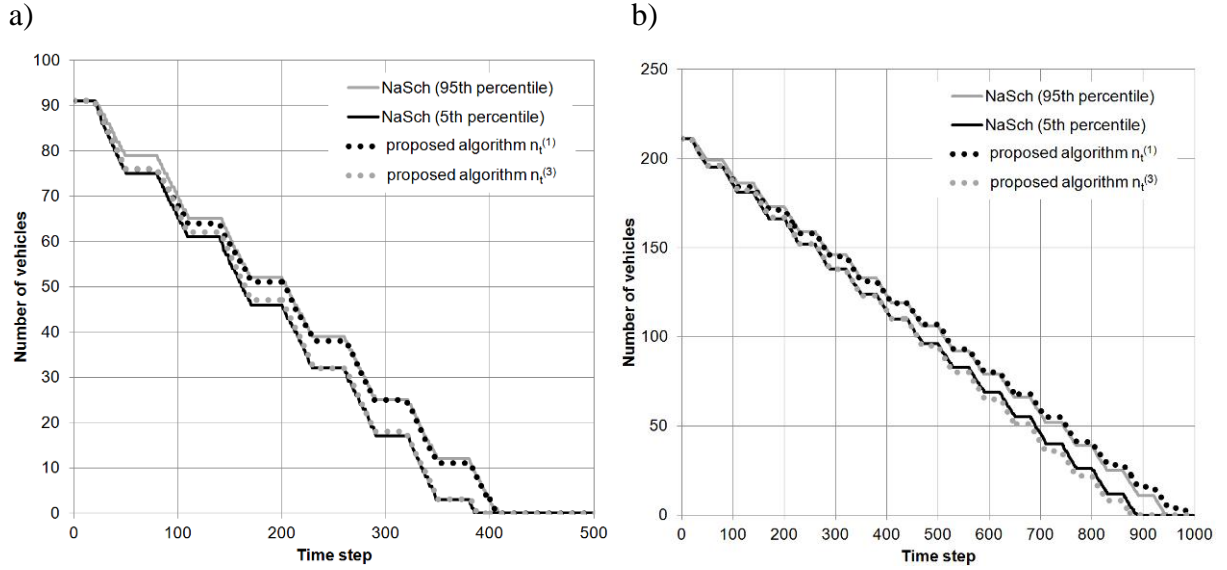 a)
100
90
80
70
60
50
40
30
20
10
0
Number of vehicles
NaSch (95th percentile)
NaSch (5th percentile)
proposed algorithm nt(1)
proposed algorithm nt(3)
0 100 200 300 400 500
Time step
b)
250
200
150
100
50
0
Number of vehicles
NaSch (95th percentile)
NaSch (5th percentile)
proposed algorithm nt(1)
proposed algorithm nt(3)
0 100 200 300 400 500 600 700 800 900 1000
Time step